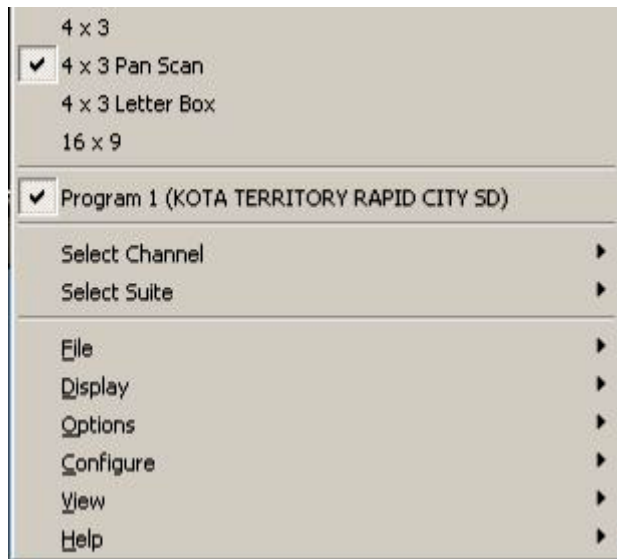 4 x 3
4 x 3 Pan Scan
4 x 3 Letter Box
16 x 9
Program 1 (KOTA TERRITORY RAPID CITY SD)
Select Channel
Select Suite
File
Display
Options
Configure
View
Help